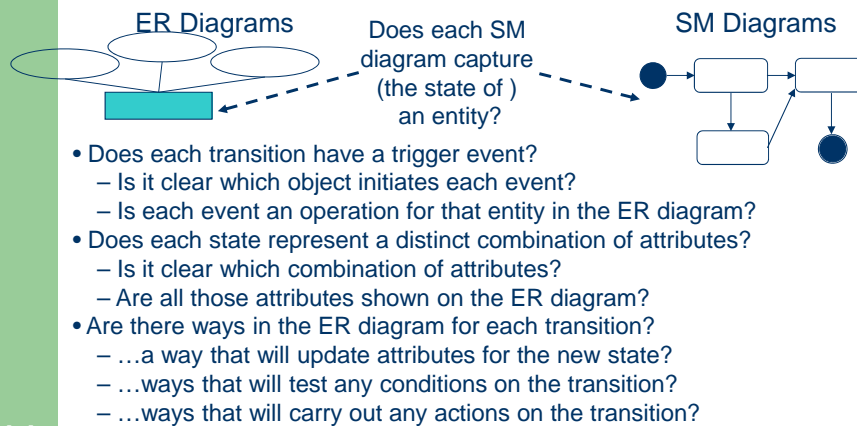 ER Diagrams
Does each SM
diagram capture
(the state of )
an entity?
SM Diagrams
• Does each transition have a trigger event?
– Is it clear which object initiates each event?
– Is each event an operation for that entity in the ER diagram?
• Does each state represent a distinct combination of attributes?
– Is it clear which combination of attributes?
– Are all those attributes shown on the ER diagram?
• Are there ways in the ER diagram for each transition?
– …a way that will update attributes for the new state?
– …ways that will test any conditions on the transition?
– …ways that will carry out any actions on the transition?